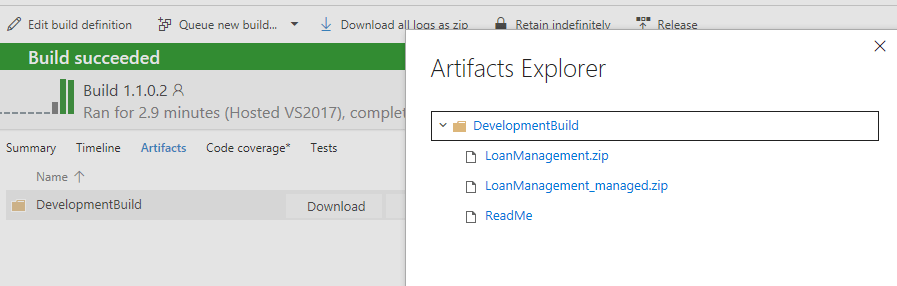 Edit build definition
Queue new build...
Download all logs as zip
Retain indefinitely
Release
Build succeeded
Build 1.1.0.2
Ran for 2.9 minutes (Hosted VS2017), complet
Summary
Timeline
Artifacts
Code coverage*
Tests
Name
DevelopmentBuild
Download
Artifacts Explorer
DevelopmentBuild
LoanManagement.zip
LoanManagement_managed.zip
ReadMe